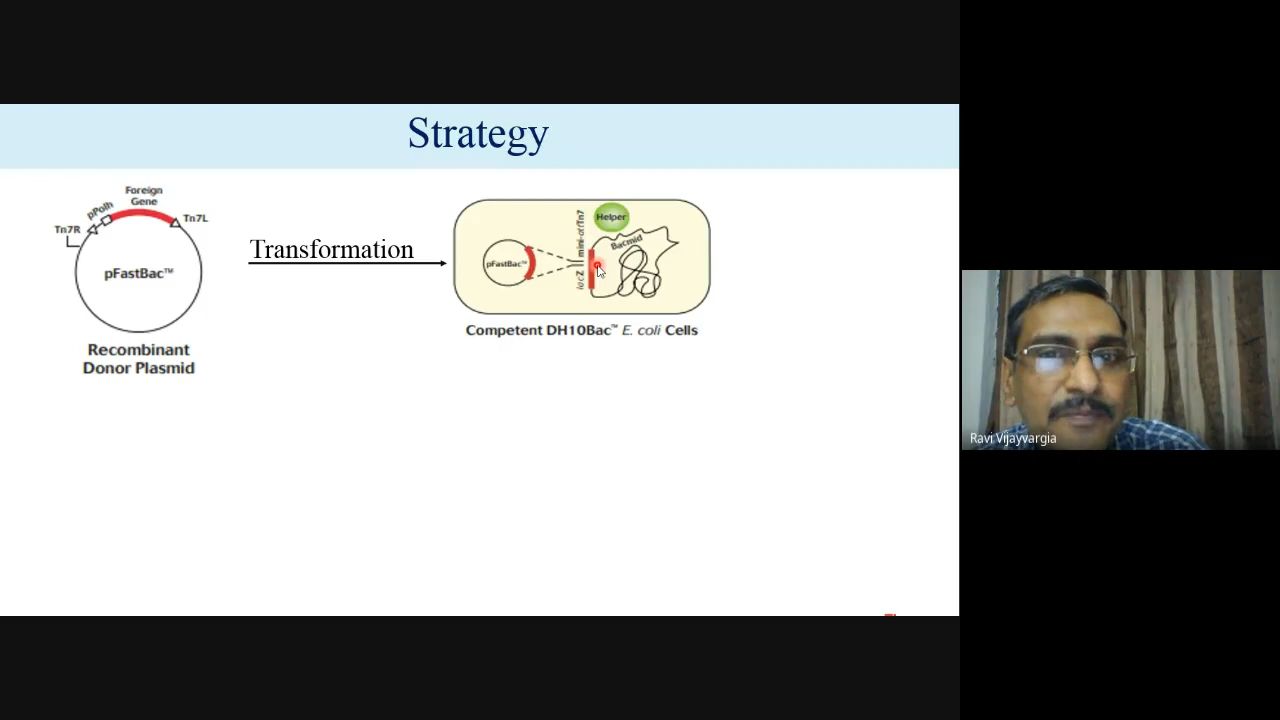 Strategy
Foreign
Gene
pPolh
Tn7R
Tn7L
pFastBac™
Recombinant
Donor Plasmid
Transformation
Helper
mini-attTn7
lacZ
Bacmid
pFastBac™
Competent DH10Bac™ E. coli Cells
Ravi Vijayvargia